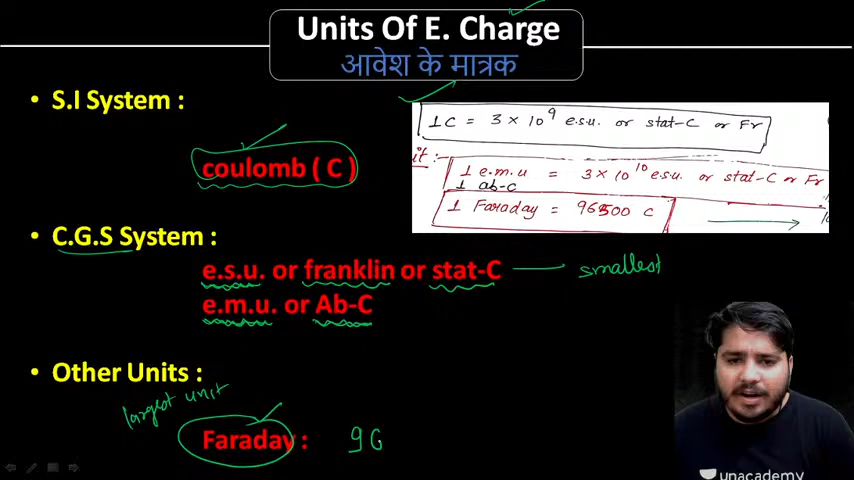 Units Of E. Charge
आवेश के मात्रक
• S.I System :
coulomb ( C )
1C = 3 × 10⁹ e.s.u. or stat-C or Fr
it :-
1 e.m.u = 3 × 10¹⁰ e.s.u. or stat-C or Fr
1 ab-C
1 Faraday = 96500 C
• C.G.S System :
e.s.u. or franklin or stat-C smallest
e.m.u. or Ab-C
• Other Units :
largest unit
Faraday : 96
unacademy